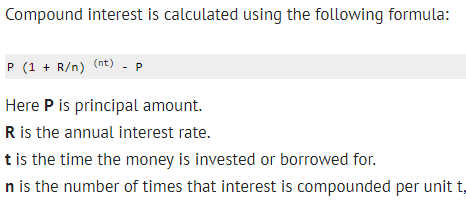 Compound interest is calculated using the following formula:
P (1 + R/n) (nt) - P
Here P is principal amount.
R is the annual interest rate.
t is the time the money is invested or borrowed for.
n is the number of times that interest is compounded per unit t,